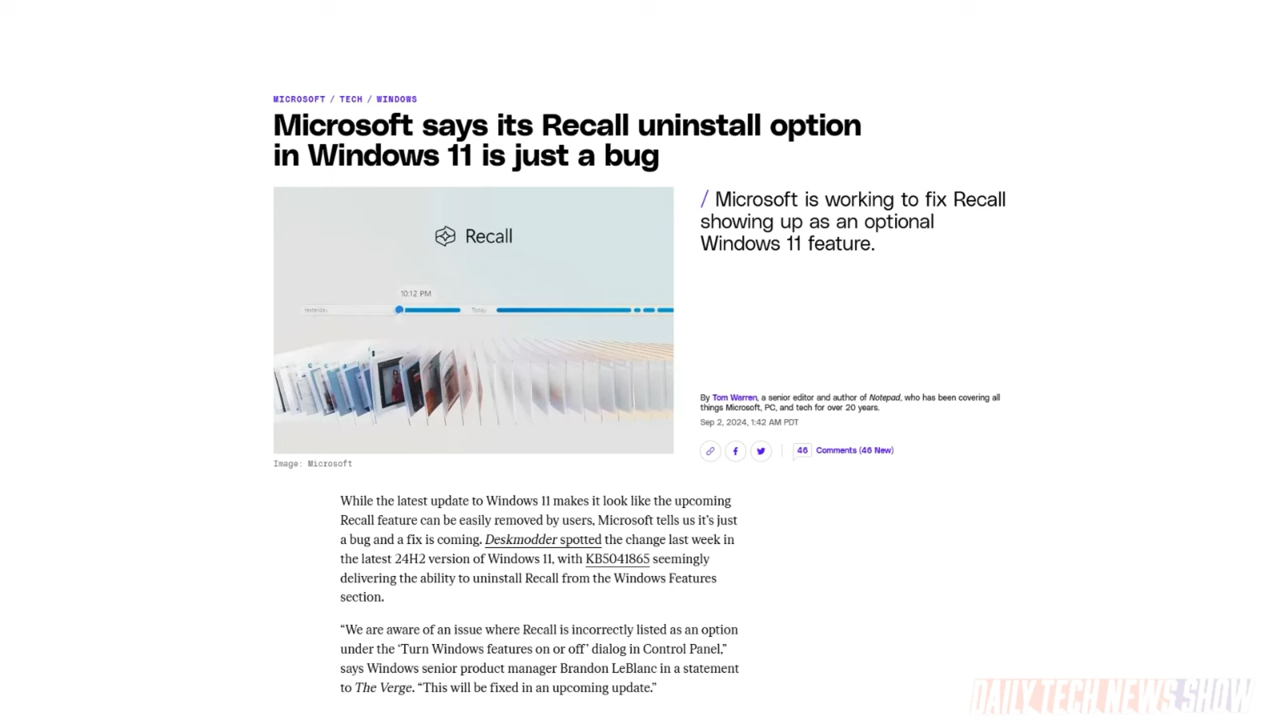 MICROSOFT / TECH / WINDOWS
Microsoft says its Recall uninstall option
in Windows 11 is just a bug
/ Microsoft is working to fix Recall
showing up as an optional
Windows 11 feature.
Recall
10:12 PM
Yesterday
Today
By Tom Warren, a senior editor and author of Notepad, who has been covering all
things Microsoft, PC, and tech for over 20 years.
Sep 2, 2024, 1:42 AM PDT
46 Comments (46 New)
Image: Microsoft
While the latest update to Windows 11 makes it look like the upcoming
Recall feature can be easily removed by users, Microsoft tells us it’s just
a bug and a fix is coming. Deskmodder spotted the change last week in
the latest 24H2 version of Windows 11, with KB5041865 seemingly
delivering the ability to uninstall Recall from the Windows Features
section.
“We are aware of an issue where Recall is incorrectly listed as an option
under the ‘Turn Windows features on or off’ dialog in Control Panel,”
says Windows senior product manager Brandon LeBlanc in a statement
to The Verge. “This will be fixed in an upcoming update.”
DAILY TECH NEWS SHOW